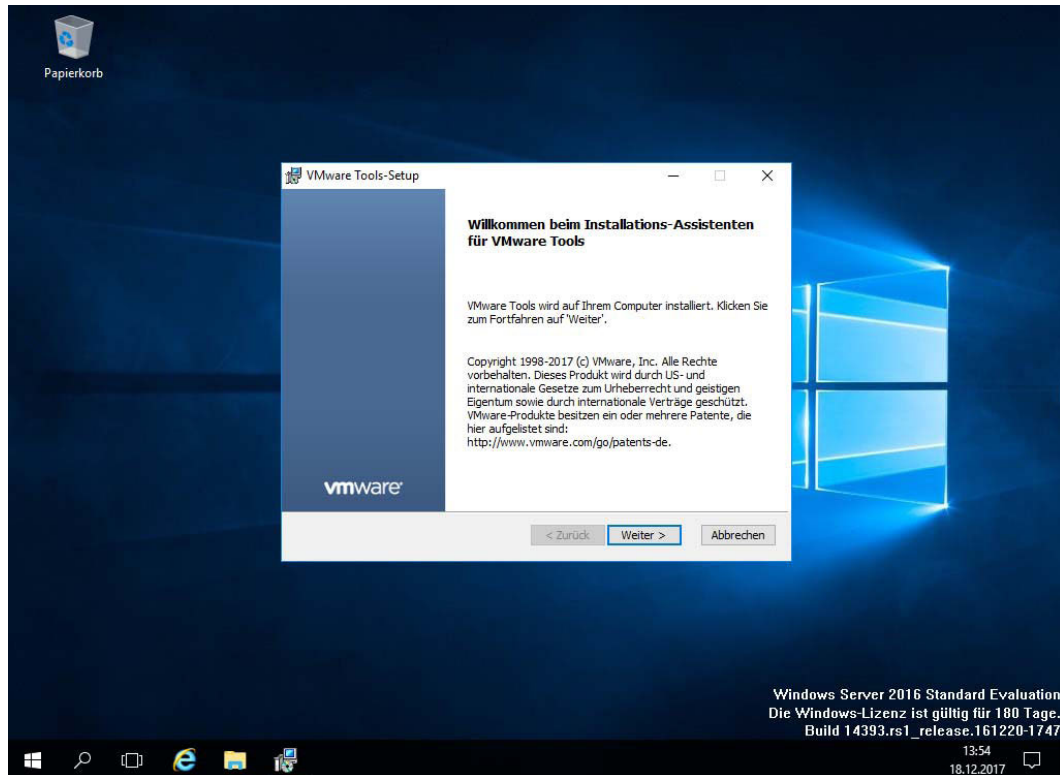 Papierkorb
VMware Tools-Setup
Willkommen beim Installations-Assistenten
für VMware Tools
VMware Tools wird auf Ihrem Computer installiert. Klicken Sie
zum Fortfahren auf 'Weiter'.
Copyright 1998-2017 (c) VMware, Inc. Alle Rechte
vorbehalten. Dieses Produkt wird durch US- und
internationale Gesetze zum Urheberrecht und geistigen
Eigentum sowie durch internationale Verträge geschützt.
VMware-Produkte besitzen ein oder mehrere Patente, die
hier aufgelistet sind:
http://www.vmware.com/go/patents-de.
vmware
< Zurück Weiter > Abbrechen
Windows Server 2016 Standard Evaluation
Die Windows-Lizenz ist gültig für 180 Tage.
Build 14393.rs1_release.161220-1747
13:54
18.12.2017